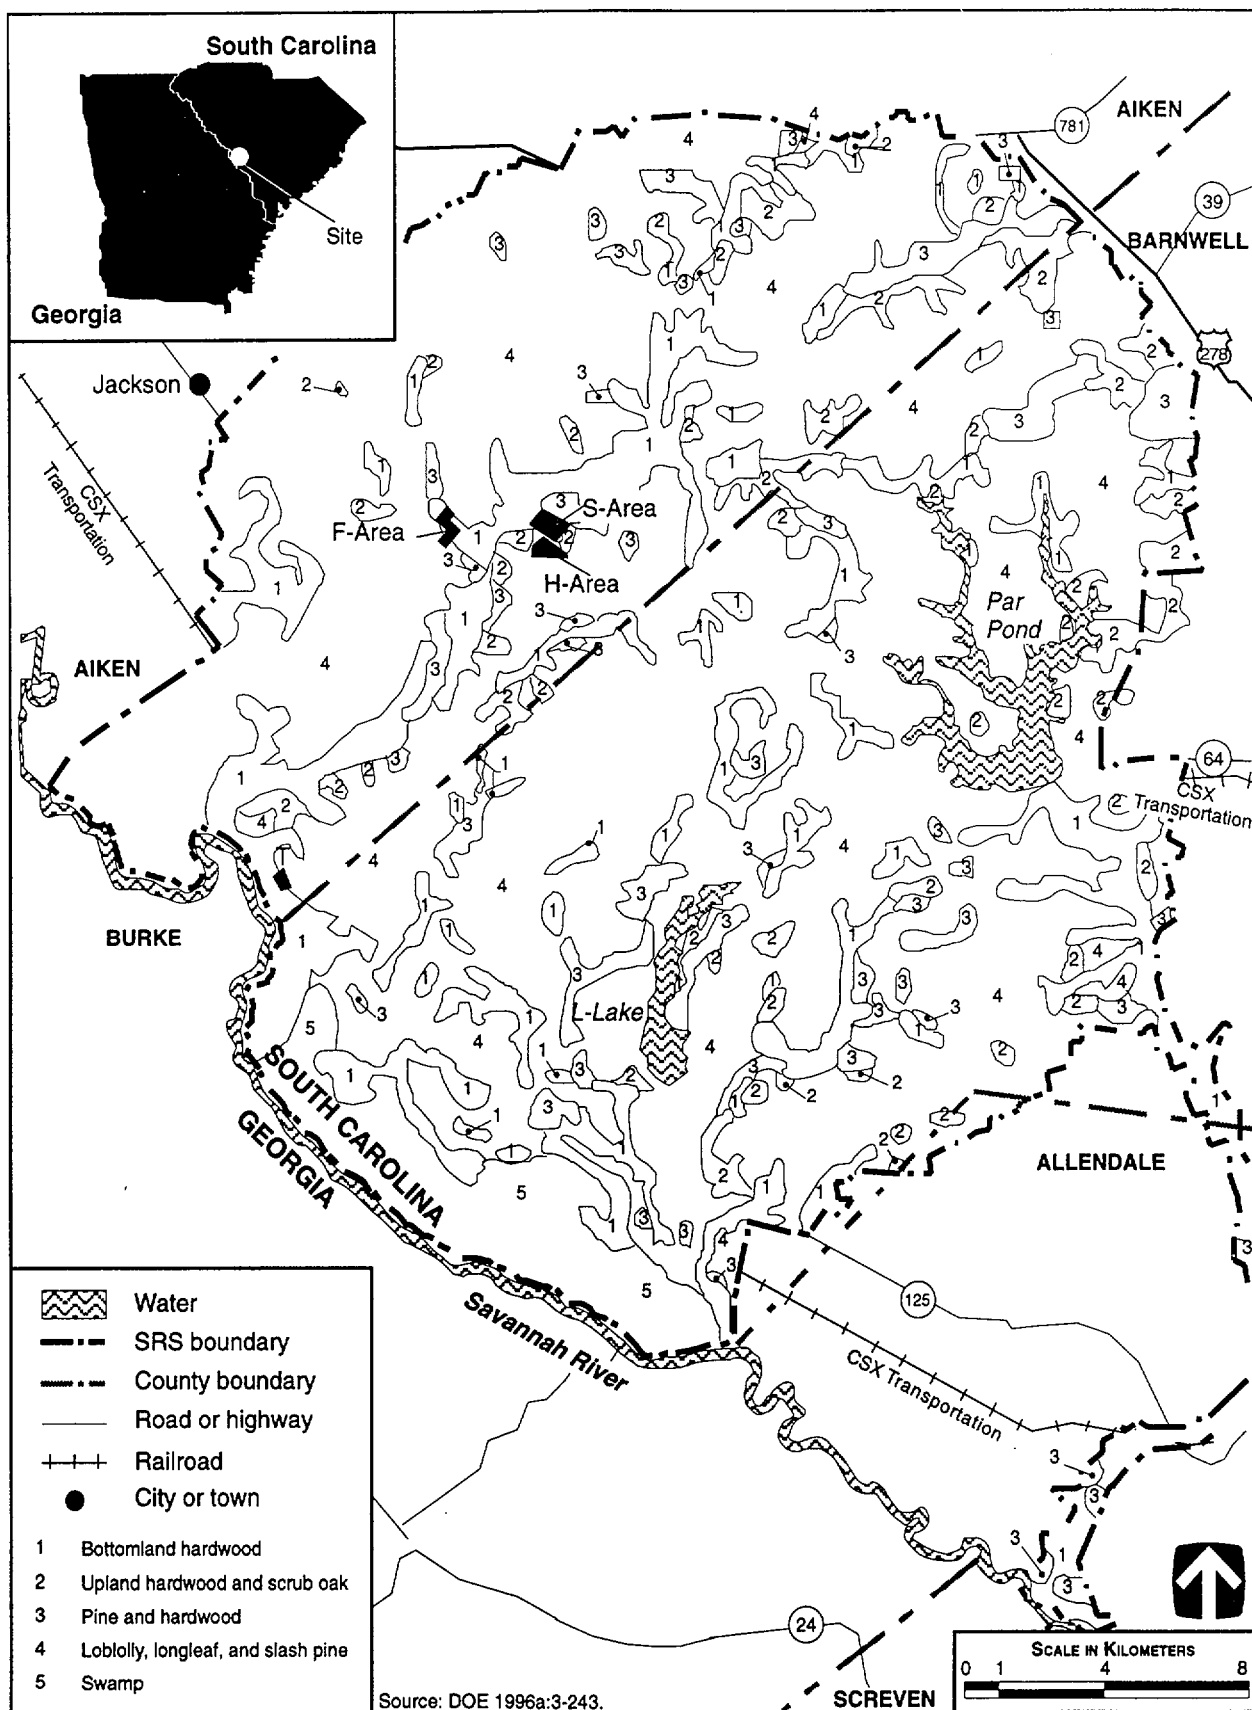 South Carolina
Site
Georgia
AIKEN
781
39
BARNWELL
278
Jackson
CSX
Transportation
F-Area
S-Area
H-Area
Par
Pond
AIKEN
64
CSX
Transportation
BURKE
L-Lake
SOUTH CAROLINA
GEORGIA
ALLENDALE
Savannah River
125
CSX Transportation
24
SCREVEN
Water
SRS boundary
County boundary
Road or highway
Railroad
City or town
1 Bottomland hardwood
2 Upland hardwood and scrub oak
3 Pine and hardwood
4 Loblolly, longleaf, and slash pine
5 Swamp
Source: DOE 1996a:3-243.
SCALE IN KILOMETERS
0 1 4 8